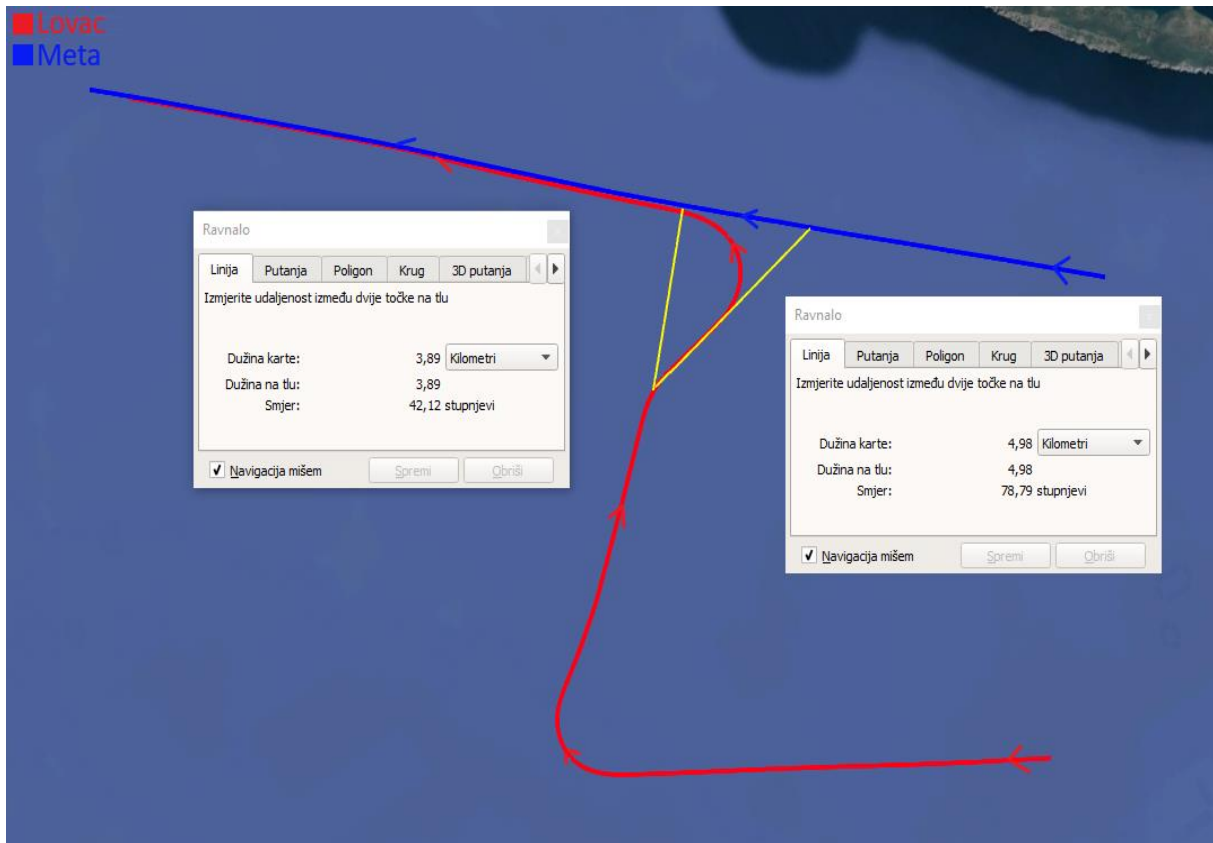 Lovac
Meta
Ravnalo
Linija Putanja Poligon Krug 3D putanja
Izmjerite udaljenost između dvije točke na tlu
Dužina karte: 3,89 Kilometri
Dužina na tlu: 3,89
Smjer: 42,12 stupnjevi
Navigacija mišem Spremi Obriši
Ravnalo
Linija Putanja Poligon Krug 3D putanja
Izmjerite udaljenost između dvije točke na tlu
Dužina karte: 4,98 Kilometri
Dužina na tlu: 4,98
Smjer: 78,79 stupnjevi
Navigacija mišem Spremi Obriši